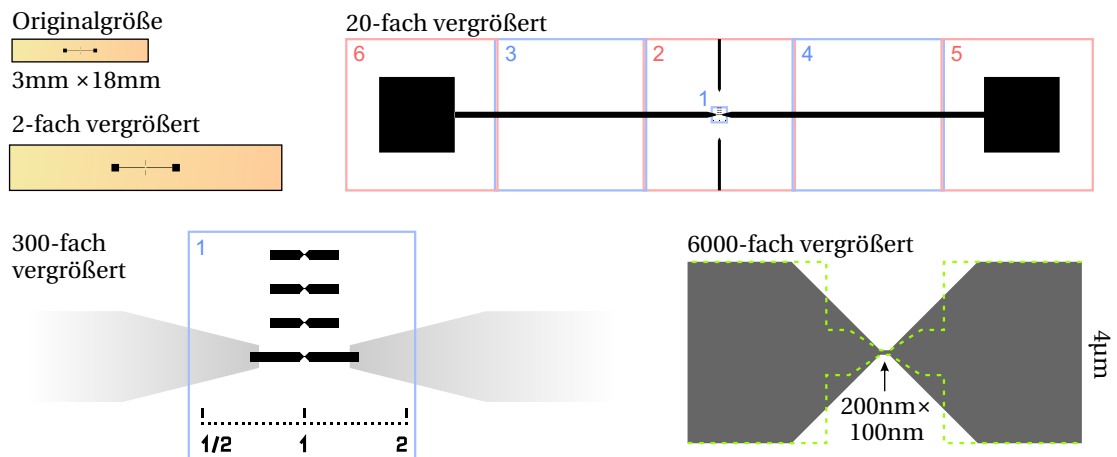 Originalgröße
3mm ×18mm
2-fach vergrößert
20-fach vergrößert
6
3
2
1
4
5
300-fach
vergrößert
1
1/2
1
2
6000-fach vergrößert
4µm
200nm×
100nm